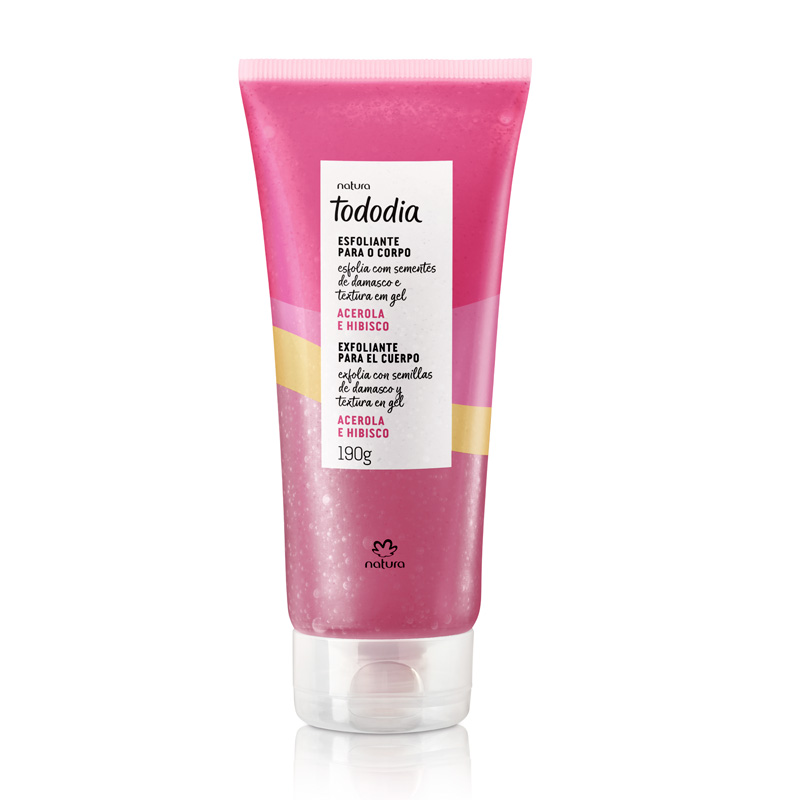 natura
tododia
ESFOLIANTE
PARA O CORPO
esfolia com sementes
de damasco e
textura em gel
ACEROLA
E HIBISCO
EXFOLIANTE
PARA EL CUERPO
exfolia con semillas
de damasco y
textura en gel
ACEROLA
E HIBISCO
190g
natura